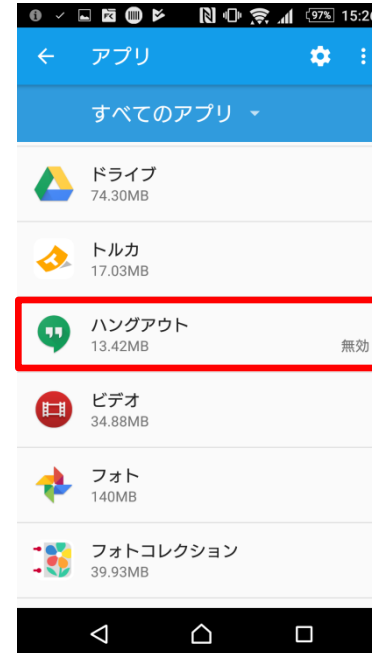 97% 15:26
アプリ
すべてのアプリ
ドライブ
74.30MB
トルカ
17.03MB
ハングアウト
13.42MB
無効
ビデオ
34.88MB
フォト
140MB
フォトコレクション
39.93MB